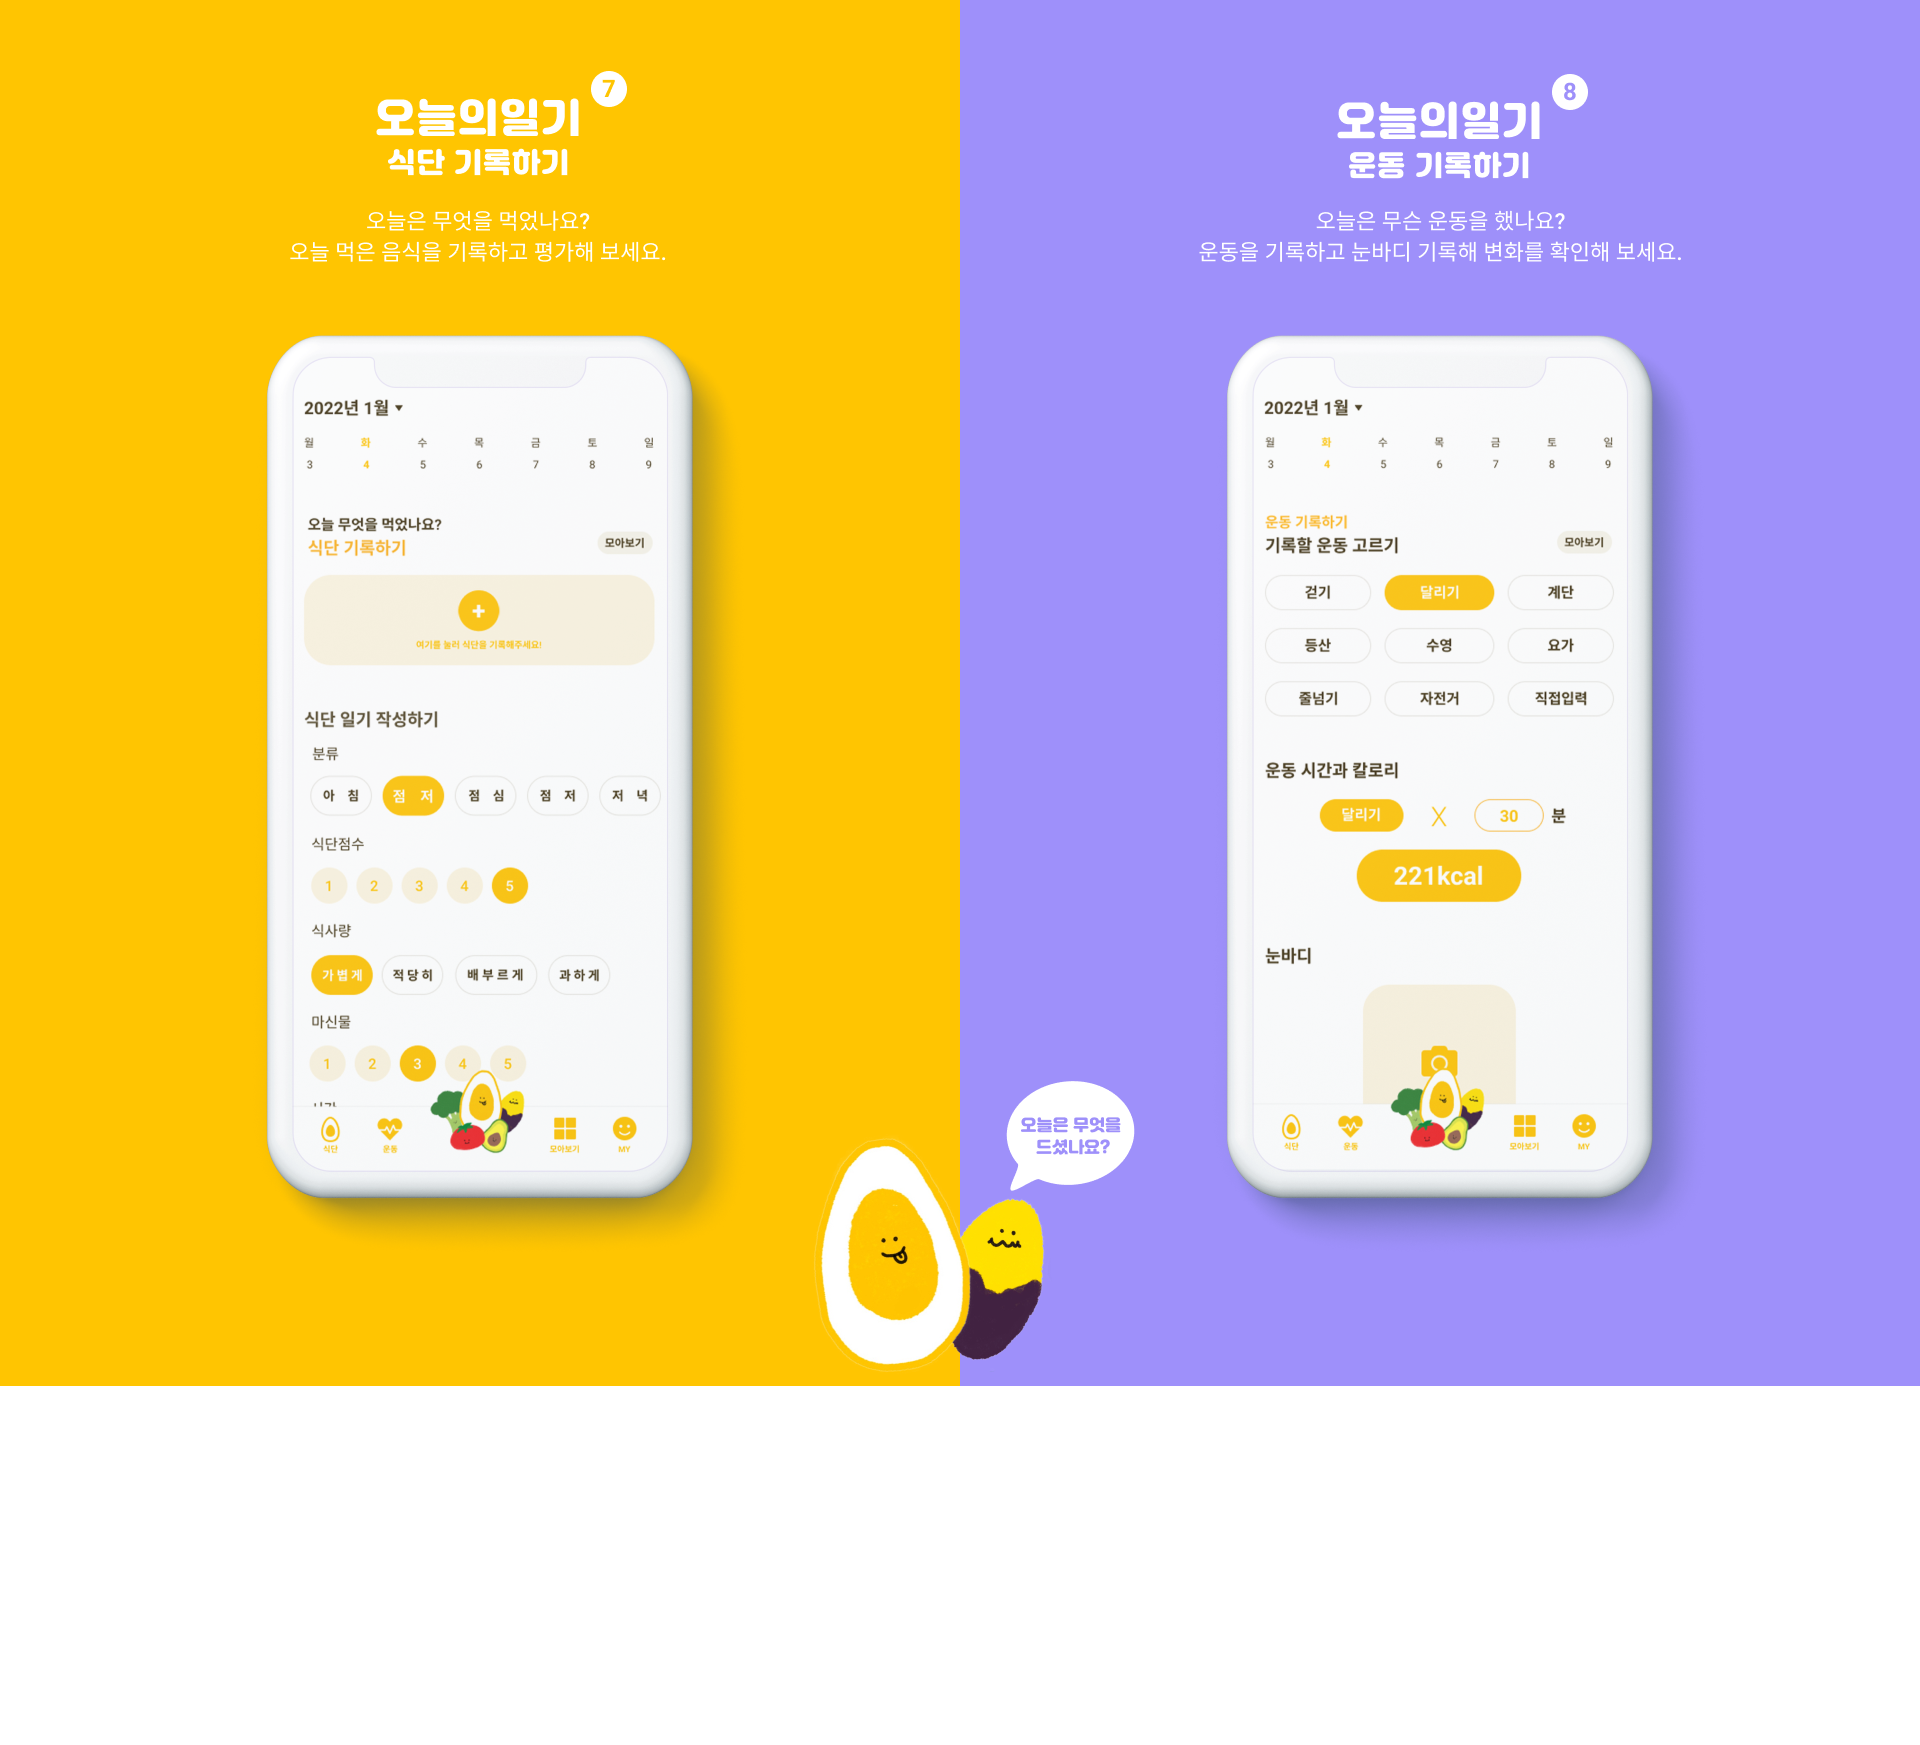 7
오늘의일기
식단 기록하기
오늘은 무엇을 먹었나요?
오늘 먹은 음식을 기록하고 평가해 보세요.
2022년 1월
월 화 수 목 금 토 일
3 4 5 6 7 8 9
오늘 무엇을 먹었나요?
식단 기록하기
모아보기
+
여기를 눌러 식단을 기록해주세요!
식단 일기 작성하기
분류
아 침 점 저 점 심 점 저 저 녁
식단점수
1 2 3 4 5
식사량
가볍게 적당히 배부르게 과하게
마신물
1 2 3 4 5
식단 운동 모아보기 MY
8
오늘의일기
운동 기록하기
오늘은 무슨 운동을 했나요?
운동을 기록하고 눈바디 기록해 변화를 확인해 보세요.
2022년 1월
월 화 수 목 금 토 일
3 4 5 6 7 8 9
운동 기록하기
기록할 운동 고르기
모아보기
걷기 달리기 계단
등산 수영 요가
줄넘기 자전거 직접입력
운동 시간과 칼로리
달리기 X 30 분
221kcal
눈바디
식단 운동 모아보기 MY
오늘은 무엇을
드셨나요?